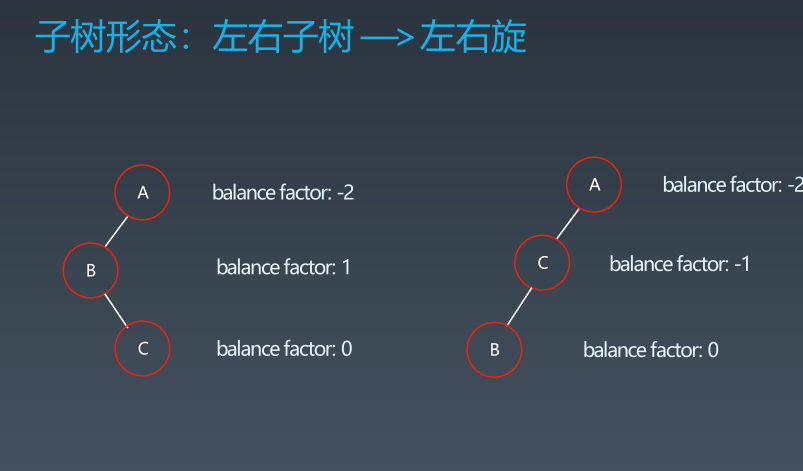 子树形态：左右子树 —> 左右旋
A
balance factor: -2
B
balance factor: 1
C
balance factor: 0
A
balance factor: -2
C
balance factor: -1
B
balance factor: 0